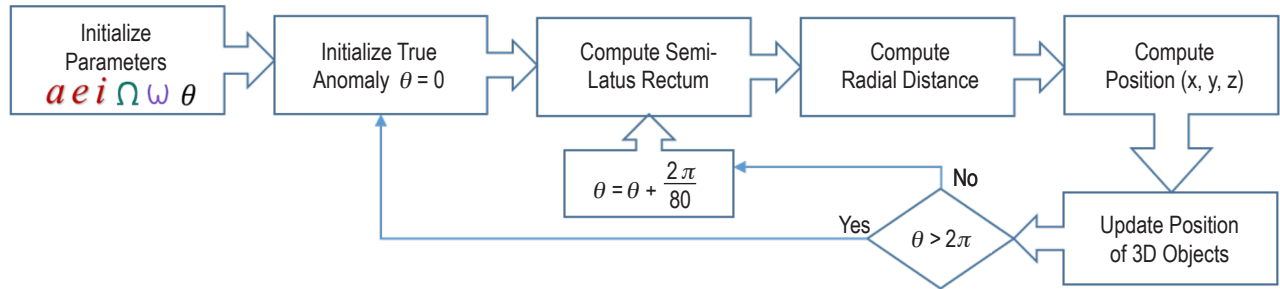 Initialize
Parameters
a e i Ω ω θ
Initialize True
Anomaly θ = 0
Compute Semi-
Latus Rectum
Compute
Radial Distance
Compute
Position (x, y, z)
θ = θ + 2 π / 80
No
Yes
θ > 2π
Update Position
of 3D Objects